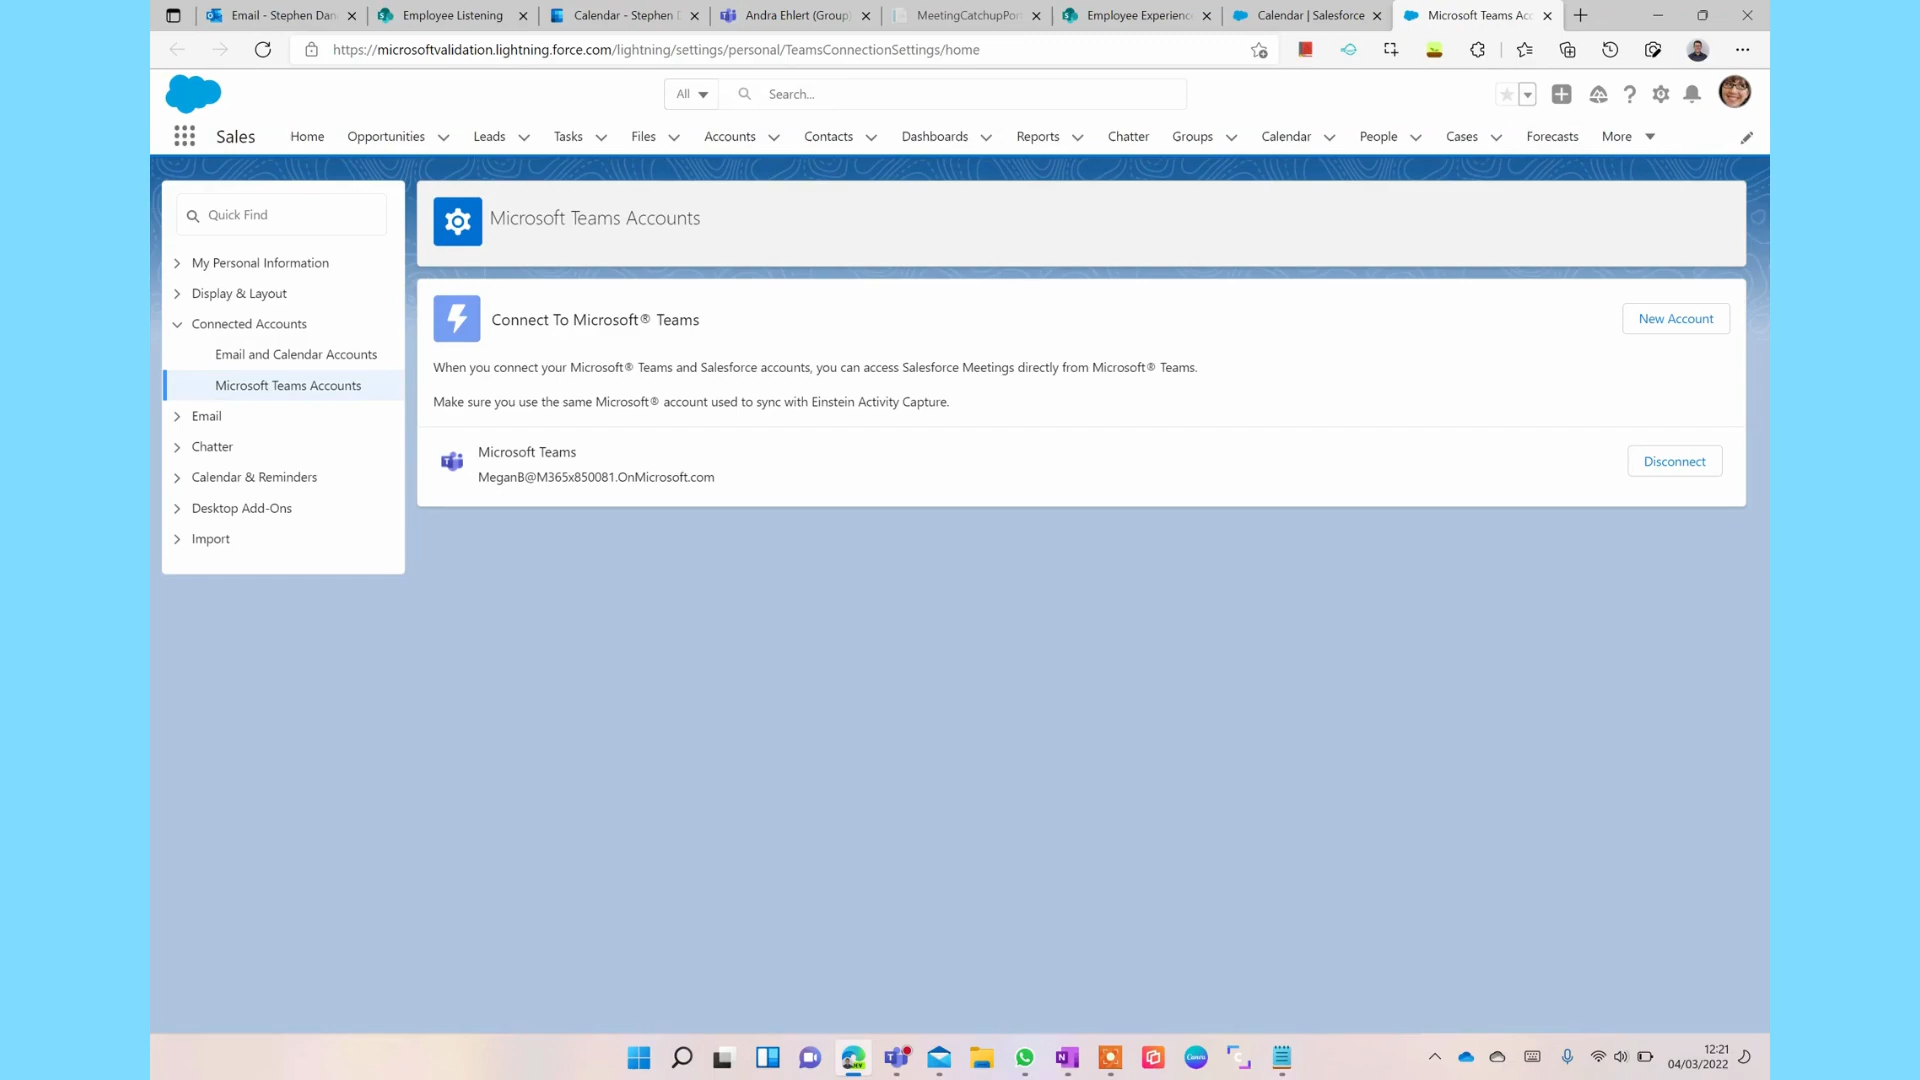 Email - Stephen Dan
Employee Listening
Calendar - Stephen D
Andra Ehlert (Group)
MeetingCatchupPor
Employee Experience
Calendar | Salesforce
Microsoft Teams Acc
https://microsoftvalidation.lightning.force.com/lightning/settings/personal/TeamsConnectionSettings/home
All
Search...
Sales
Home
Opportunities
Leads
Tasks
Files
Accounts
Contacts
Dashboards
Reports
Chatter
Groups
Calendar
People
Cases
Forecasts
More
Quick Find
My Personal Information
Display & Layout
Connected Accounts
Email and Calendar Accounts
Microsoft Teams Accounts
Email
Chatter
Calendar & Reminders
Desktop Add-Ons
Import
Microsoft Teams Accounts
Connect To Microsoft® Teams
New Account
When you connect your Microsoft® Teams and Salesforce accounts, you can access Salesforce Meetings directly from Microsoft® Teams.
Make sure you use the same Microsoft® account used to sync with Einstein Activity Capture.
Microsoft Teams
MeganB@M365x850081.OnMicrosoft.com
Disconnect
12:21
04/03/2022